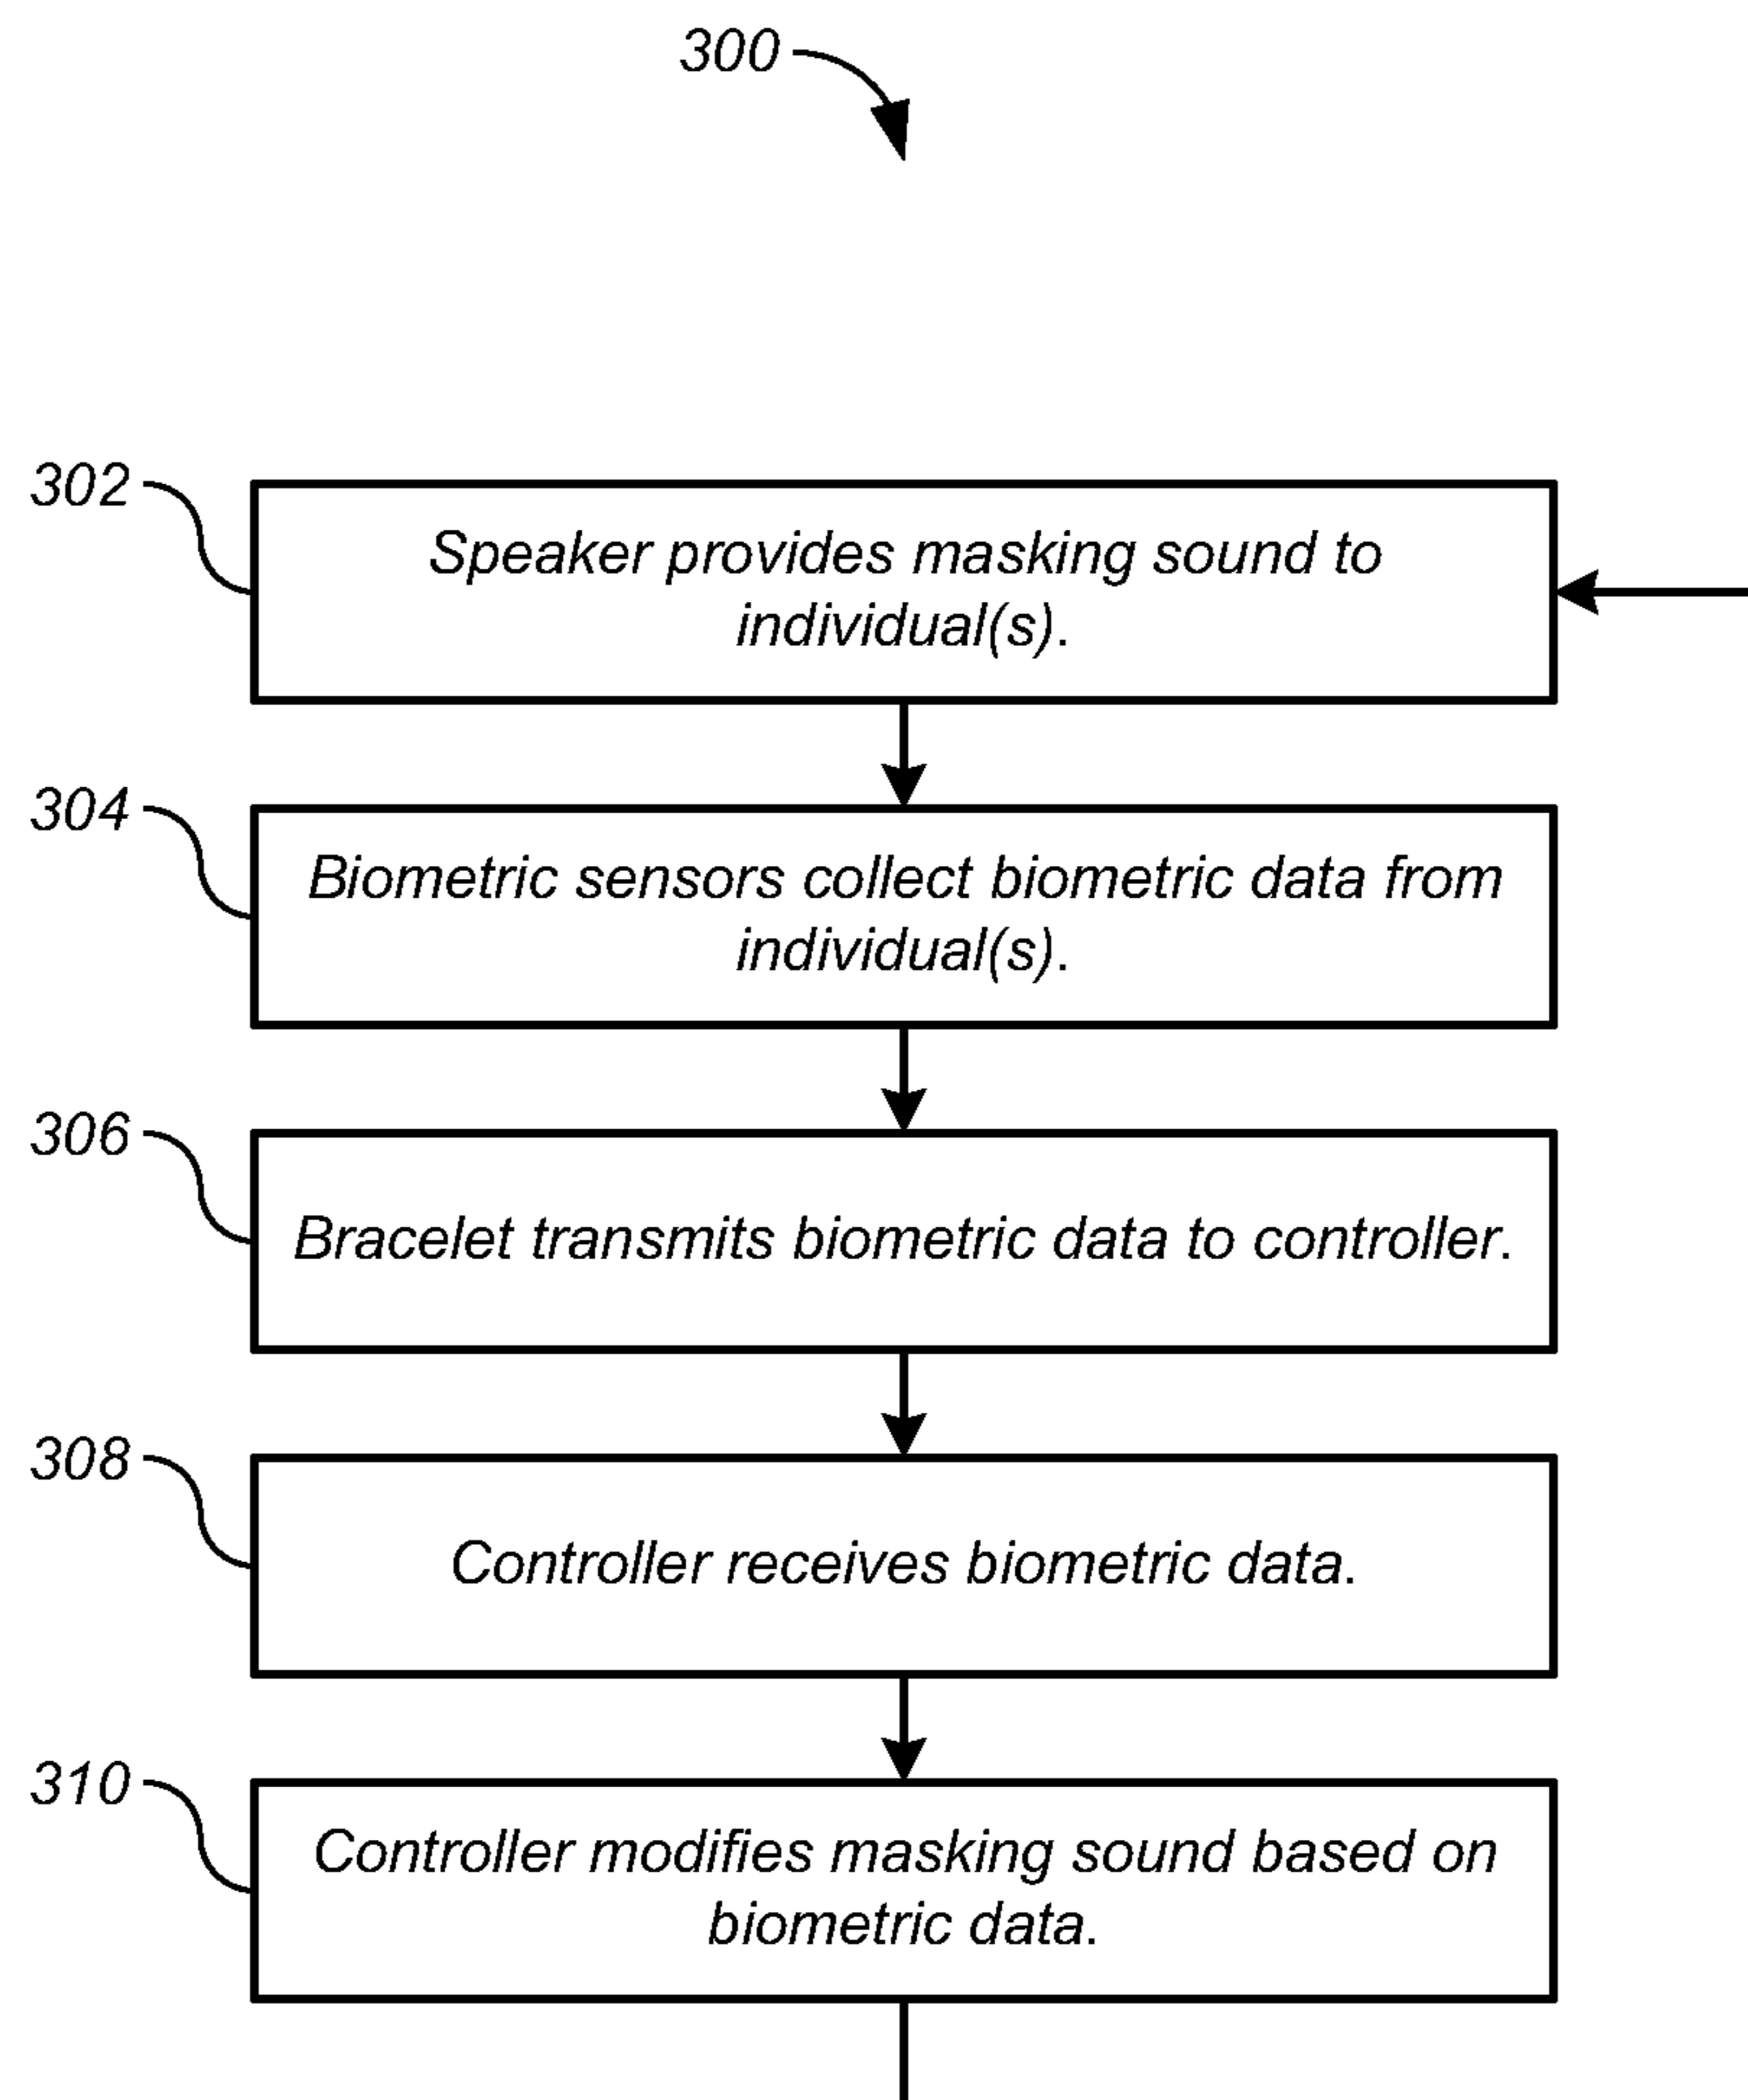 300
302
Speaker provides masking sound to
individual(s).
304
Biometric sensors collect biometric data from
individual(s).
306
Bracelet transmits biometric data to controller.
308
Controller receives biometric data.
310
Controller modifies masking sound based on
biometric data.